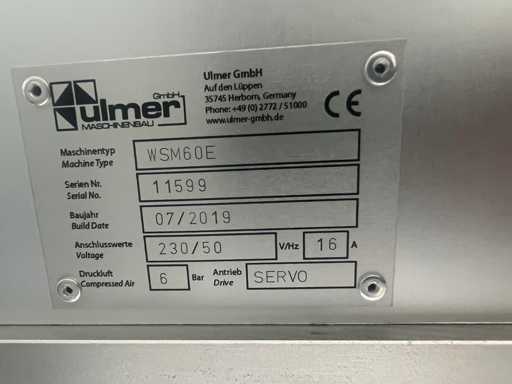 ulmer GmbH
MASCHINENBAU
Ulmer GmbH
Auf den Lüppen
35745 Herborn, Germany
Phone: +49 (0) 2772 / 51000
www.ulmer-gmbh.de
CE
Maschinentyp WSM60E
Machine Type
Serien Nr. 11599
Serial No.
Baujahr 07/2019
Build Date
Anschlusswerte 230/50 V/Hz 16 A
Voltage
Druckluft 6 Bar Antrieb SERVO
Compressed Air Drive